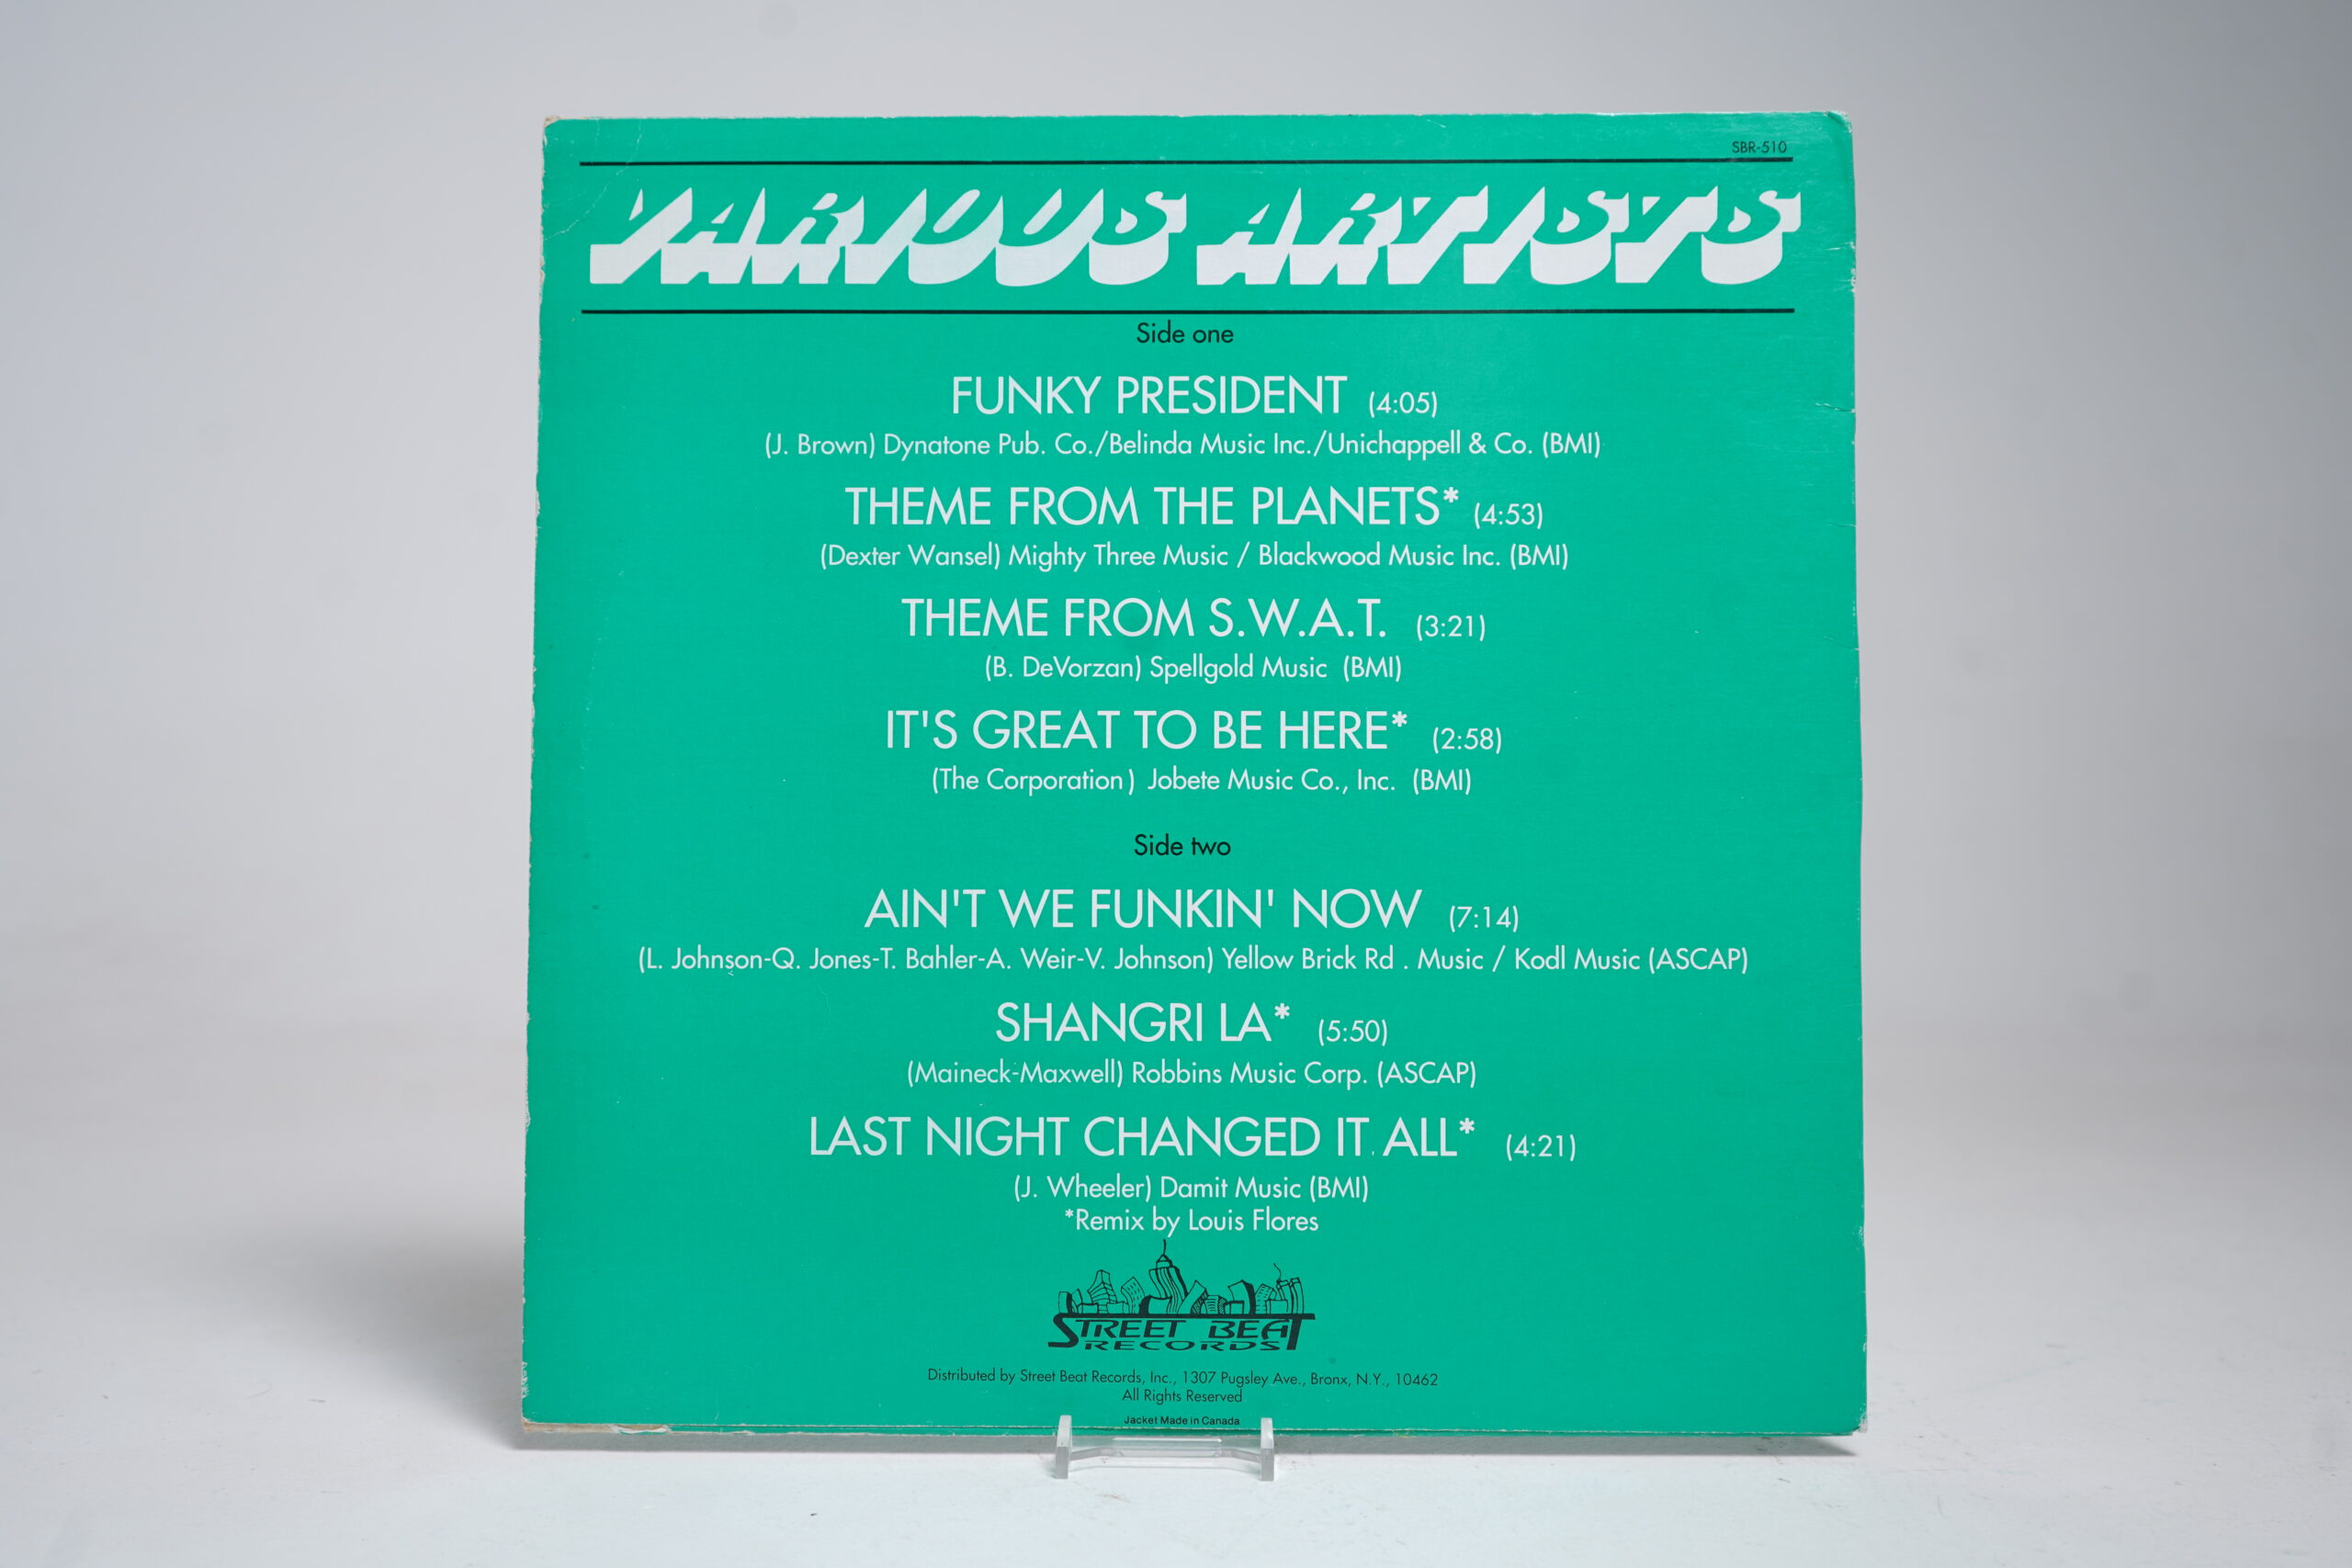 SBR-510
VARIOUS ARTISTS
Side one
FUNKY PRESIDENT (4:05)
(J. Brown) Dynatone Pub. Co./Belinda Music Inc./Unichappell & Co. (BMI)
THEME FROM THE PLANETS* (4:53)
(Dexter Wansel) Mighty Three Music / Blackwood Music Inc. (BMI)
THEME FROM S.W.A.T. (3:21)
(B. DeVorzan) Spellgold Music (BMI)
IT'S GREAT TO BE HERE* (2:58)
(The Corporation) Jobete Music Co., Inc. (BMI)
Side two
AIN'T WE FUNKIN' NOW (7:14)
(L. Johnson-Q. Jones-T. Bahler-A. Weir-V. Johnson) Yellow Brick Rd . Music / Kodl Music (ASCAP)
SHANGRI LA* (5:50)
(Maineck-Maxwell) Robbins Music Corp. (ASCAP)
LAST NIGHT CHANGED IT ALL* (4:21)
(J. Wheeler) Damit Music (BMI)
*Remix by Louis Flores
STREET BEAT
RECORDS
Distributed by Street Beat Records, Inc., 1307 Pugsley Ave., Bronx, N.Y., 10462
All Rights Reserved
Jacket Made in Canada